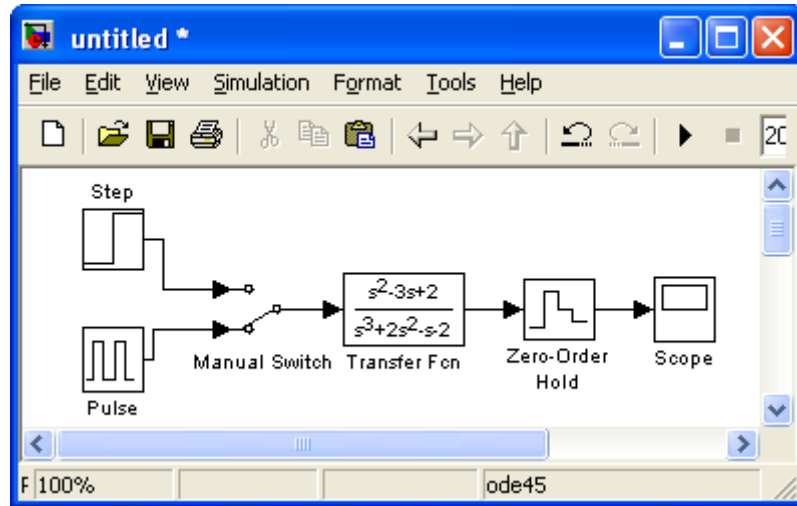 untitled *
File Edit View Simulation Format Tools Help
20
Step
s²-3s+2
s³+2s²-s-2
Manual Switch Transfer Fcn Zero-Order Hold Scope
Pulse
F 100% ode45